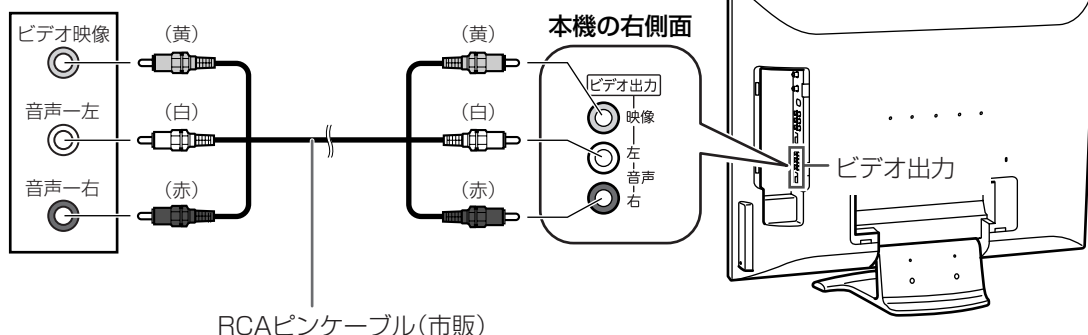 ビデオ映像
(黄)
(黄)
本機の右側面
ビデオ出力
映像
音声ー左
(白)
(白)
左
音声
右
ビデオ出力
音声ー右
(赤)
(赤)
RCAピンケーブル(市販)